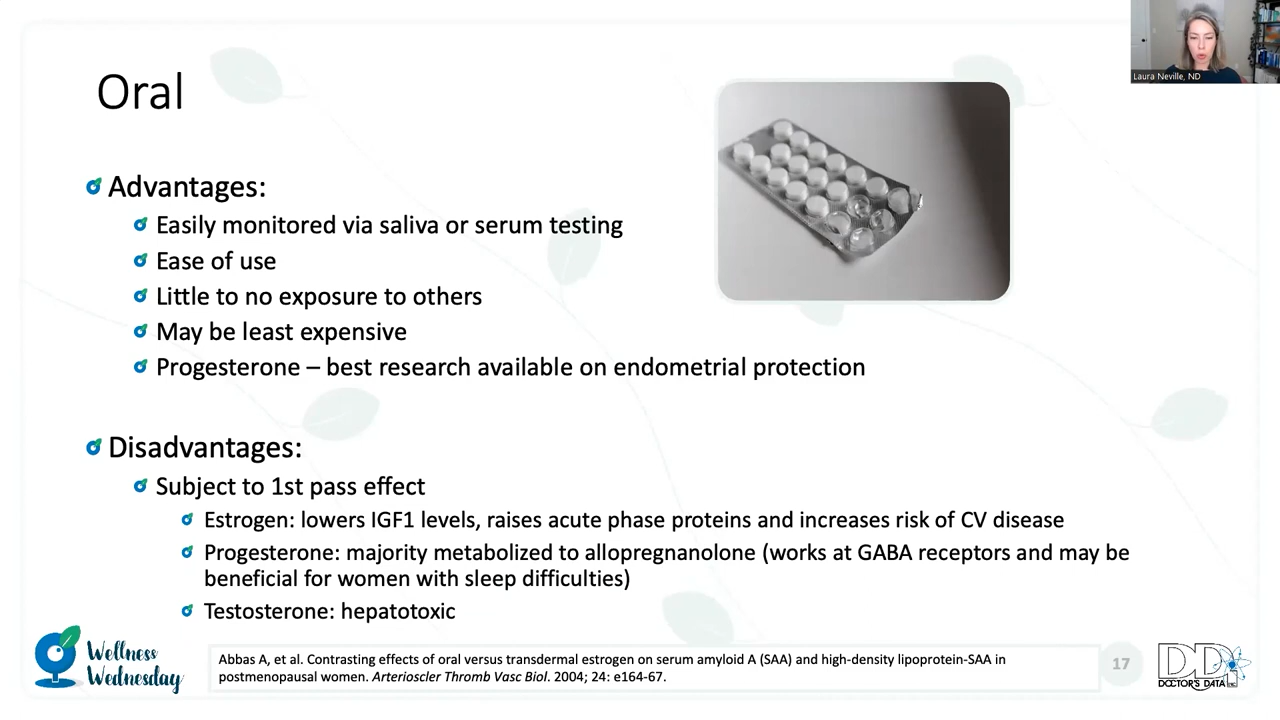 Laura Neville, ND
Oral
Advantages:
Easily monitored via saliva or serum testing
Ease of use
Little to no exposure to others
May be least expensive
Progesterone – best research available on endometrial protection
Disadvantages:
Subject to 1st pass effect
Estrogen: lowers IGF1 levels, raises acute phase proteins and increases risk of CV disease
Progesterone: majority metabolized to allopregnanolone (works at GABA receptors and may be
beneficial for women with sleep difficulties)
Testosterone: hepatotoxic
Wellness
Wednesday
Abbas A, et al. Contrasting effects of oral versus transdermal estrogen on serum amyloid A (SAA) and high-density lipoprotein-SAA in
postmenopausal women. Arterioscler Thromb Vasc Biol. 2004; 24: e164-67.
17
DDI
DOCTOR'S DATA INC.